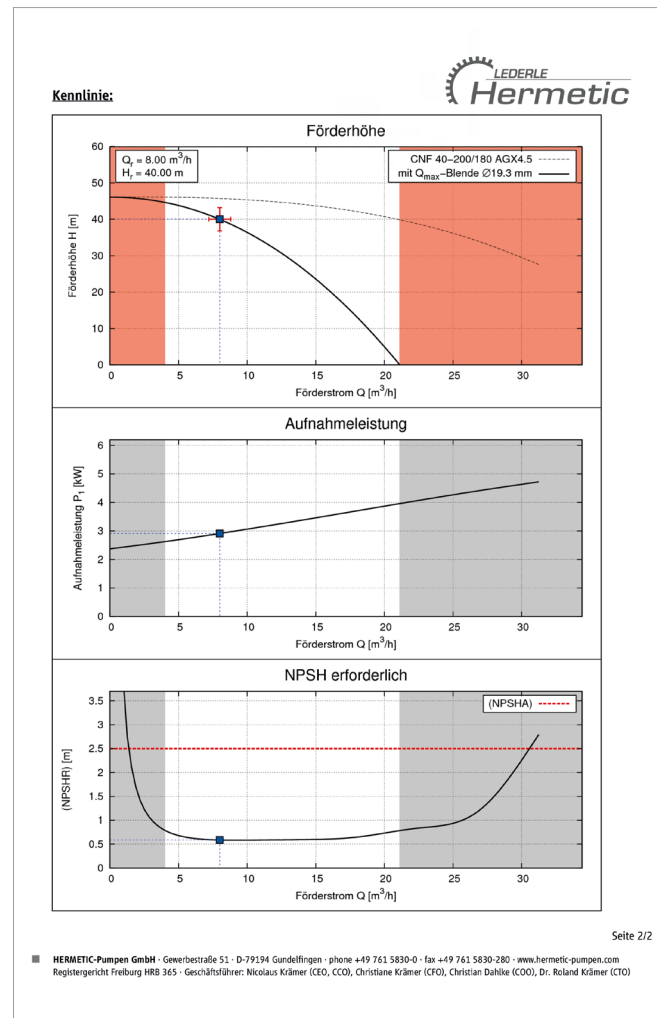 LEDERLE
Hermetic
Kennlinie:
Förderhöhe
Q_r = 8.00 m³/h
H_r = 40.00 m
CNF 40-200/180 AGX4.5
mit Q_max-Blende Ø19.3 mm
Förderhöhe H [m]
60
50
40
30
20
10
0
0 5 10 15 20 25 30
Förderstrom Q [m³/h]
Aufnahmeleistung
Aufnahmeleistung P₁ [kW]
6
5
4
3
2
1
0
0 5 10 15 20 25 30
Förderstrom Q [m³/h]
NPSH erforderlich
(NPSHA)
(NPSHR) [m]
3.5
3
2.5
2
1.5
1
0.5
0
0 5 10 15 20 25 30
Förderstrom Q [m³/h]
Seite 2/2
HERMETIC-Pumpen GmbH · Gewerbestraße 51 · D-79194 Gundelfingen · phone +49 761 5830-0 · fax +49 761 5830-280 · www.hermetic-pumpen.com
Registergericht Freiburg HRB 365 · Geschäftsführer: Nicolaus Krämer (CEO, CCO), Christiane Krämer (CFO), Christian Dahlke (COO), Dr. Roland Krämer (CTO)